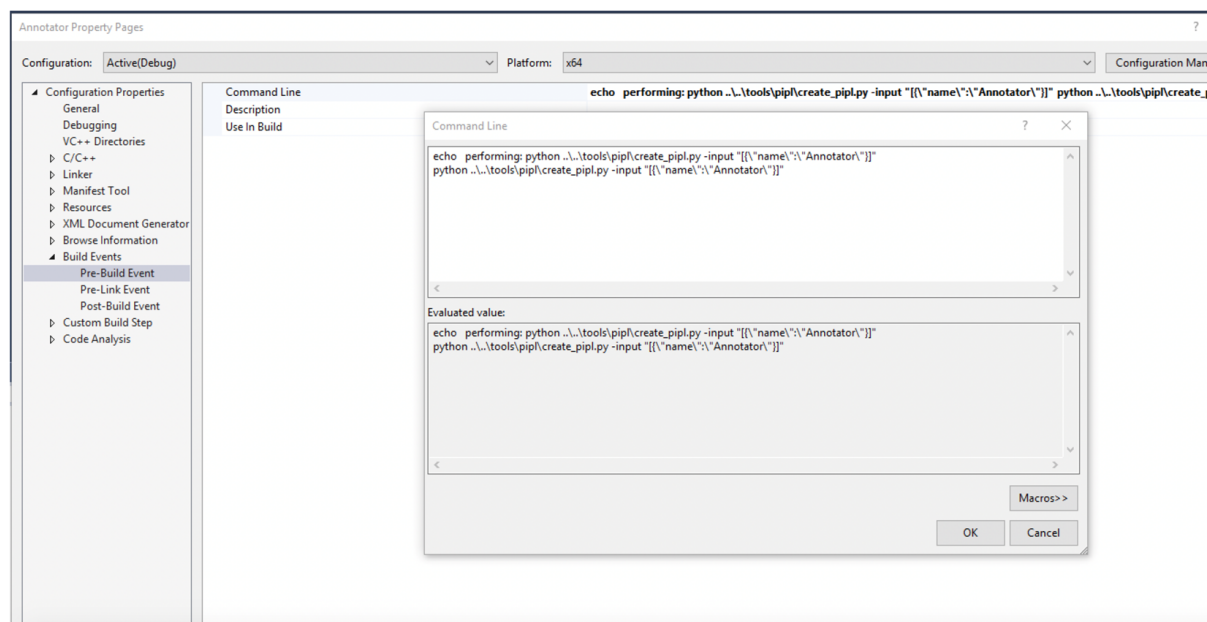 Annotator Property Pages
?
Configuration: Active(Debug) Platform: x64 Configuration Man
Configuration Properties
General
Debugging
VC++ Directories
C/C++
Linker
Manifest Tool
Resources
XML Document Generator
Browse Information
Build Events
Pre-Build Event
Pre-Link Event
Post-Build Event
Custom Build Step
Code Analysis
Command Line echo performing: python ..\..\tools\pipl\create_pipl.py -input "[{\"name\":\"Annotator\"}]" python ..\..\tools\pipl\create_
Description
Use In Build
Command Line
?
echo performing: python ..\..\tools\pipl\create_pipl.py -input "[{\"name\":\"Annotator\"}]"
python ..\..\tools\pipl\create_pipl.py -input "[{\"name\":\"Annotator\"}]"
Evaluated value:
echo performing: python ..\..\tools\pipl\create_pipl.py -input "[{\"name\":\"Annotator\"}]"
python ..\..\tools\pipl\create_pipl.py -input "[{\"name\":\"Annotator\"}]"
Macros>>
OK Cancel